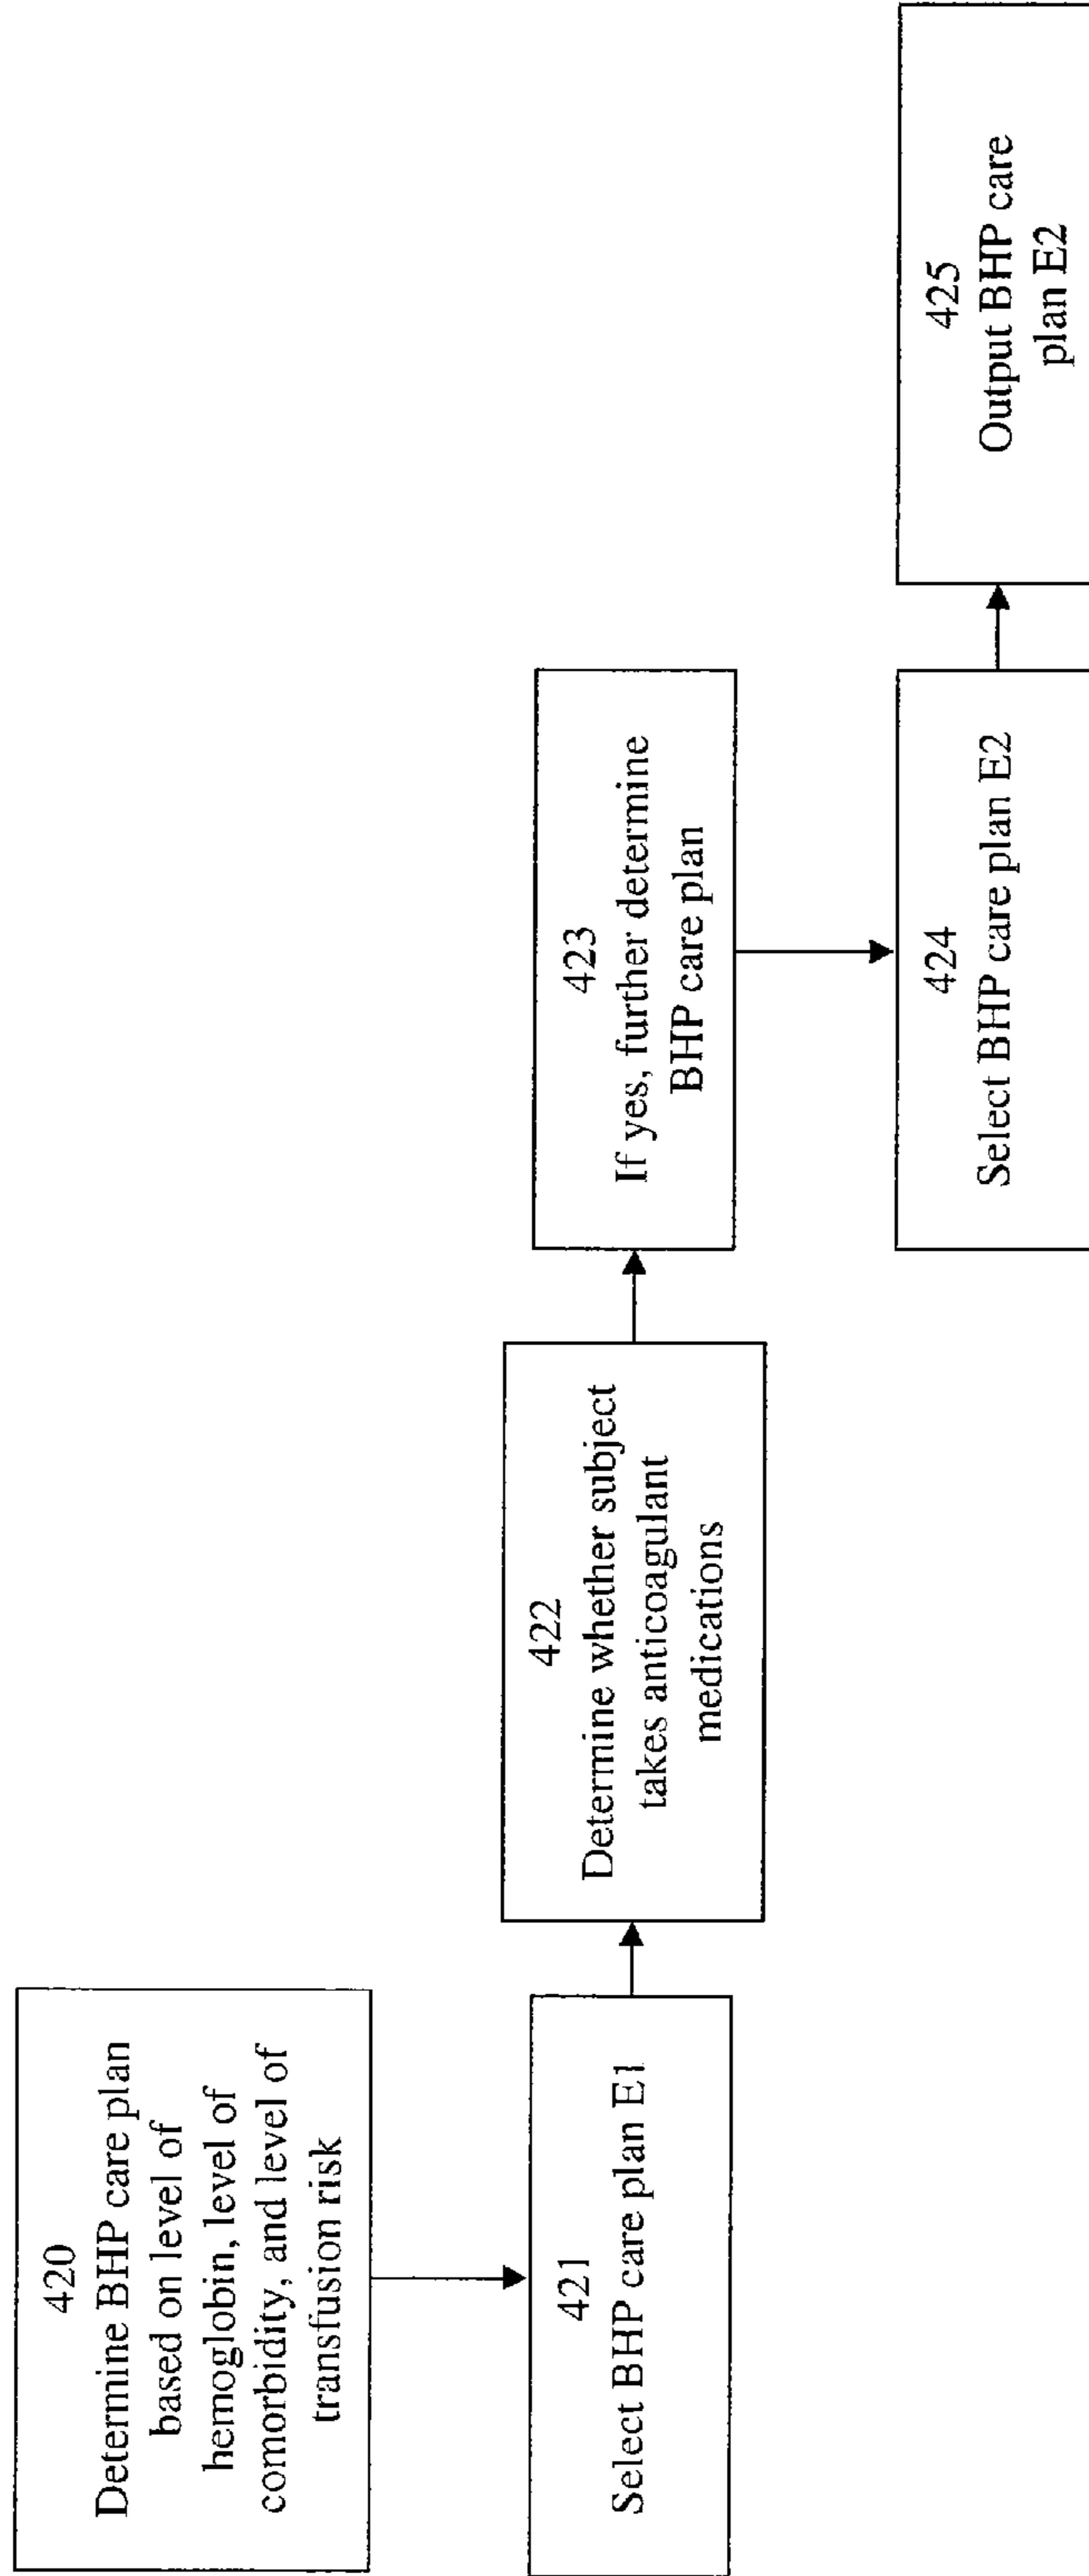 420
Determine BHP care plan
based on level of
hemoglobin, level of
comorbidity, and level of
transfusion risk
421
Select BHP care plan E1
422
Determine whether subject
takes anticoagulant
medications
423
If yes, further determine
BHP care plan
424
Select BHP care plan E2
425
Output BHP care
plan E2